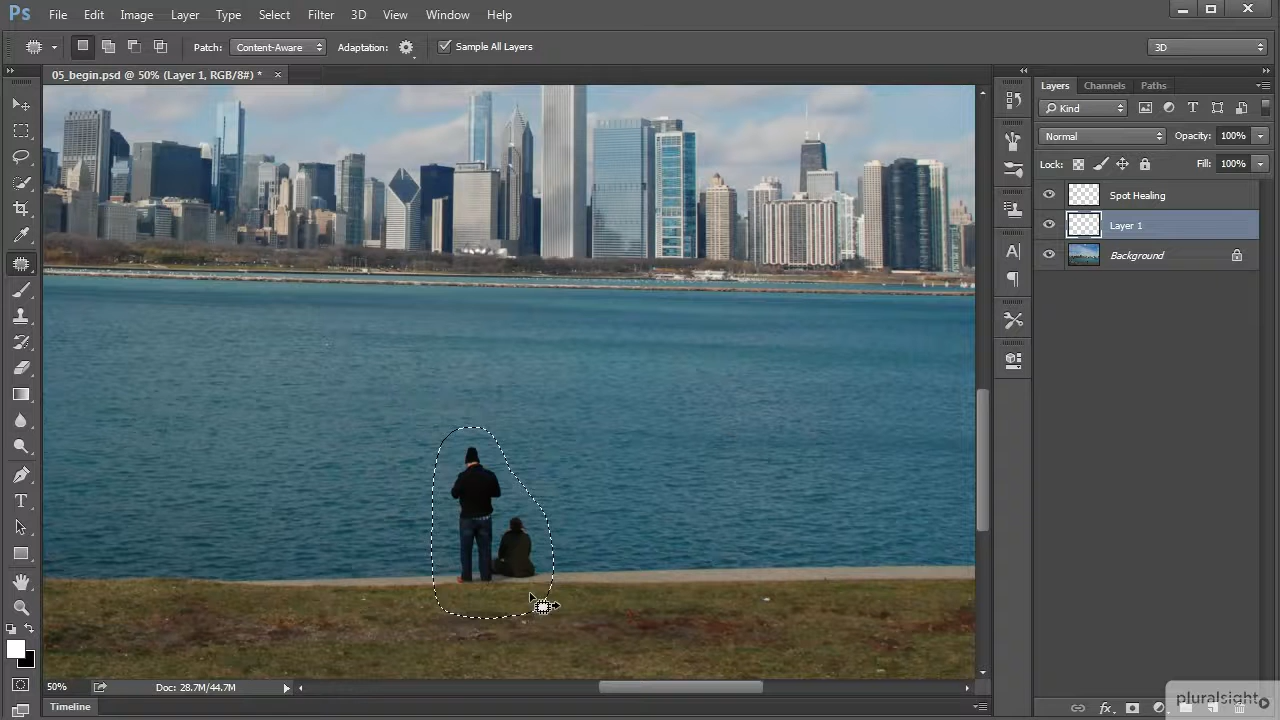 Ps File Edit Image Layer Type Select Filter 3D View Window Help
Patch: Content-Aware Adaptation: Sample All Layers 3D
05_begin.psd @ 50% (Layer 1, RGB/8#) *
Layers Channels Paths
Kind
Normal Opacity: 100%
Lock: Fill: 100%
Spot Healing
Layer 1
Background
50% Doc: 28.7M/44.7M
Timeline
pluralsight